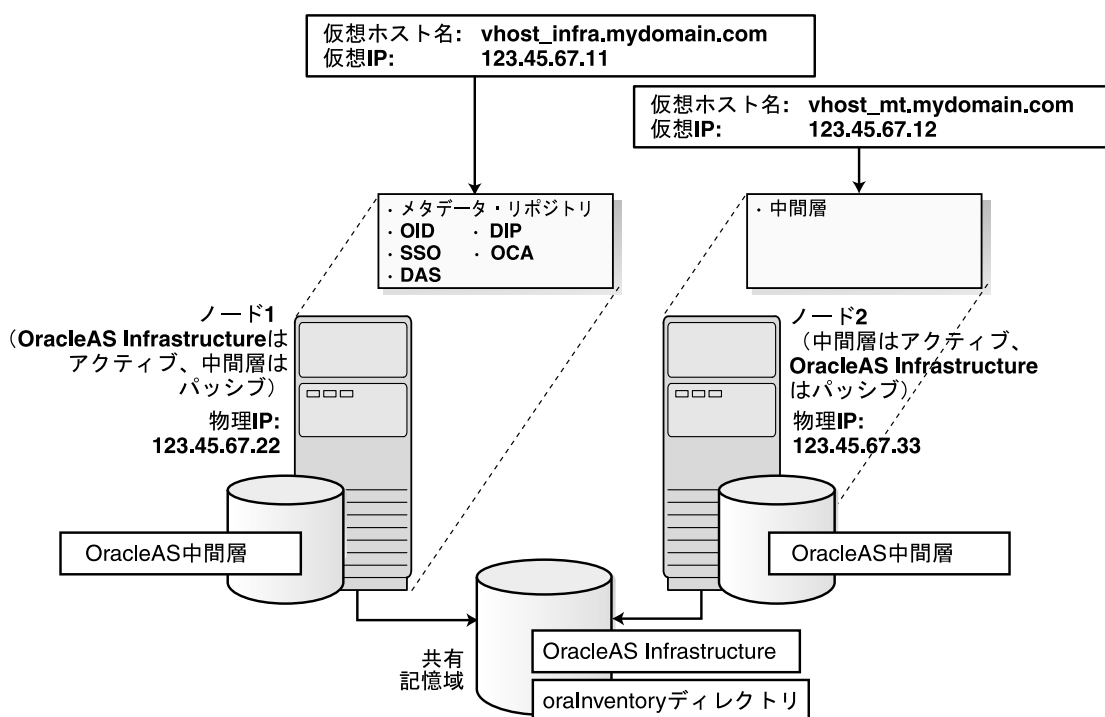 仮想ホスト名: vhost_infra.mydomain.com
仮想IP: 123.45.67.11
仮想ホスト名: vhost_mt.mydomain.com
仮想IP: 123.45.67.12
・メタデータ・リポジトリ
・OID ・DIP
・SSO ・OCA
・DAS
・中間層
ノード1
（OracleAS Infrastructureは
アクティブ、中間層は
パッシブ）
物理IP:
123.45.67.22
ノード2
（中間層はアクティブ、
OracleAS Infrastructure
はパッシブ）
物理IP:
123.45.67.33
OracleAS中間層
OracleAS中間層
共有
記憶域
OracleAS Infrastructure
oraInventoryディレクトリ